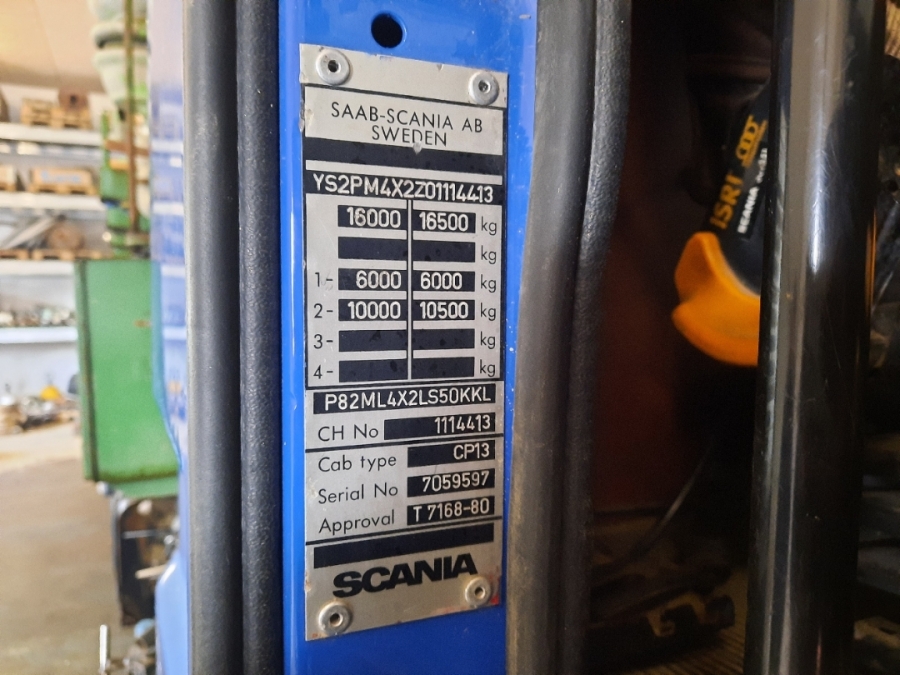 SAAB-SCANIA AB
SWEDEN
YS2PM4X2Z01114413
16000 16500 kg
kg
1- 6000 6000 kg
2- 10000 10500 kg
3- kg
4- kg
P82ML4X2LS50KKL
CH No 1114413
Cab type CP13
Serial No 7059597
Approval T 7168-80
SCANIA
ISRI
SCANIA